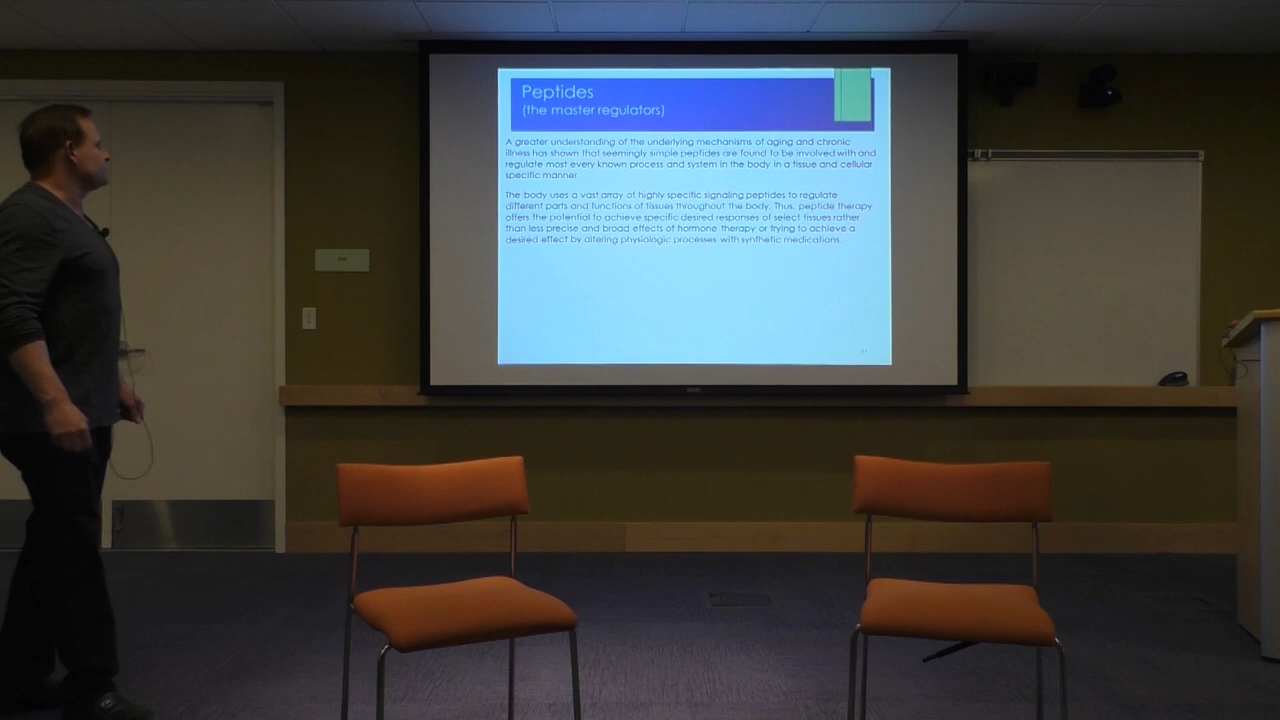 Peptides
(the master regulators)
A greater understanding of the underlying mechanisms of aging and chronic
illness has shown that seemingly simple peptides are found to be involved with and
regulate most every known process and system in the body in a tissue and cellular
specific manner.
The body uses a vast array of highly specific signaling peptides to regulate
different parts and functions of tissues throughout the body. Thus, peptide therapy
offers the potential to achieve specific desired responses of select tissues rather
than less precise and broad effects of hormone therapy or trying to achieve a
desired effect by altering physiologic processes with synthetic medications.